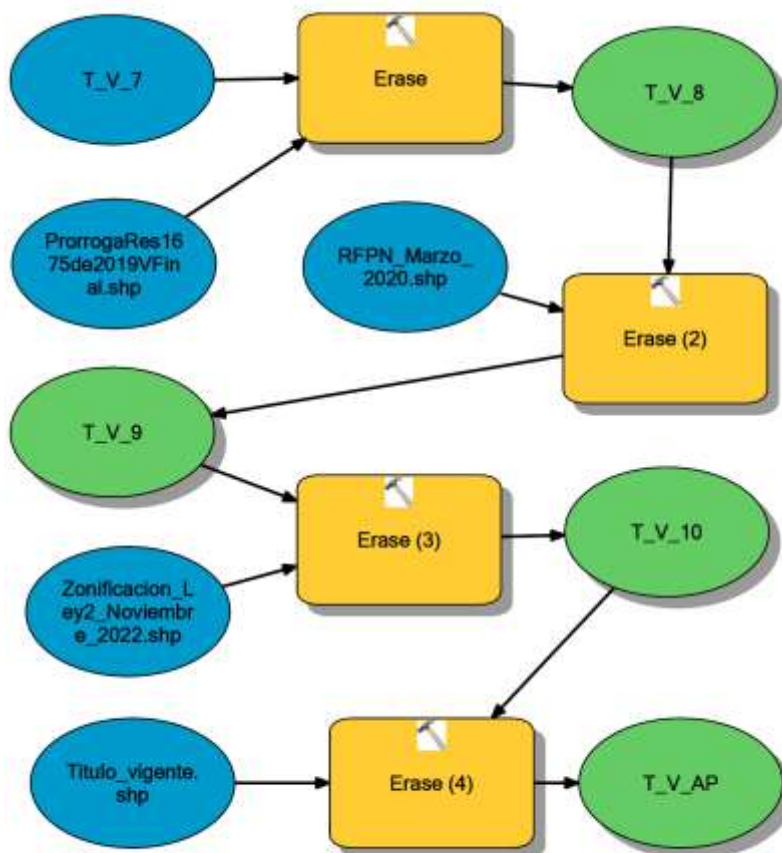 T_V_7
Erase
T_V_8
ProrrogaRes16
75de2019VFin
al.shp
RFPN_Marzo_
2020.shp
Erase (2)
T_V_9
Erase (3)
T_V_10
Zonificacion_L
ey2_Noviembr
e_2022.shp
Titulo_vigente.
shp
Erase (4)
T_V_AP